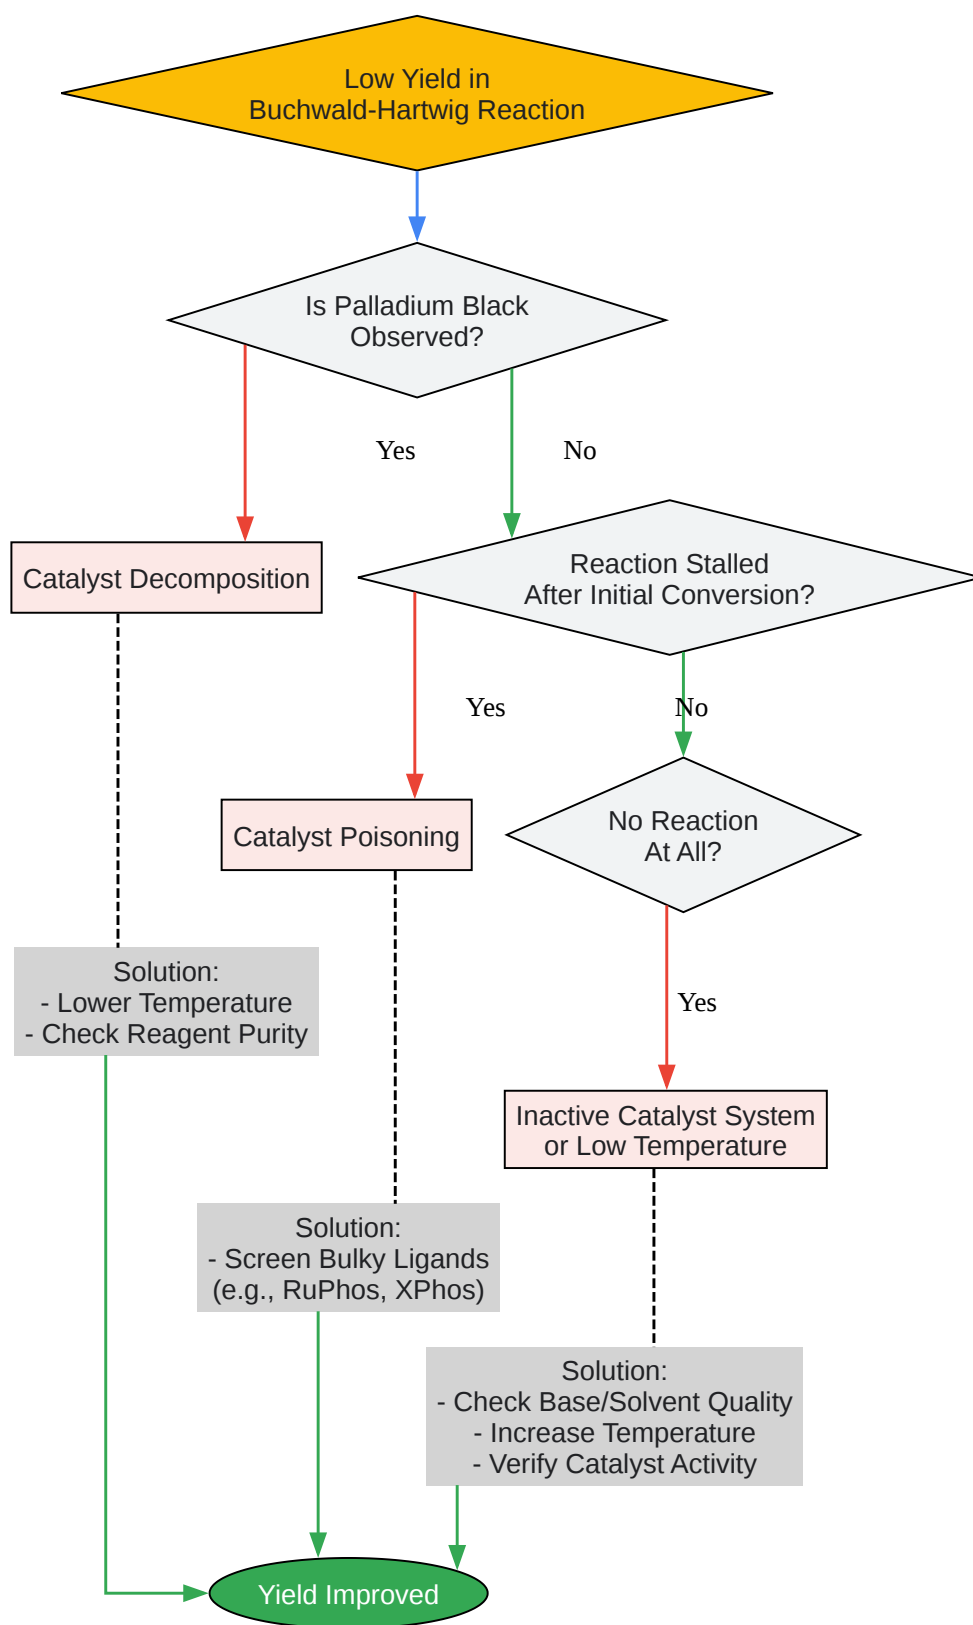 Low Yield in
Buchwald-Hartwig Reaction
Is Palladium Black
Observed?
Yes
No
Catalyst Decomposition
Reaction Stalled
After Initial Conversion?
Yes
No
Catalyst Poisoning
No Reaction
At All?
Solution:
- Lower Temperature
- Check Reagent Purity
Yes
Inactive Catalyst System
or Low Temperature
Solution:
- Screen Bulky Ligands
(e.g., RuPhos, XPhos)
Solution:
- Check Base/Solvent Quality
- Increase Temperature
- Verify Catalyst Activity
Yield Improved